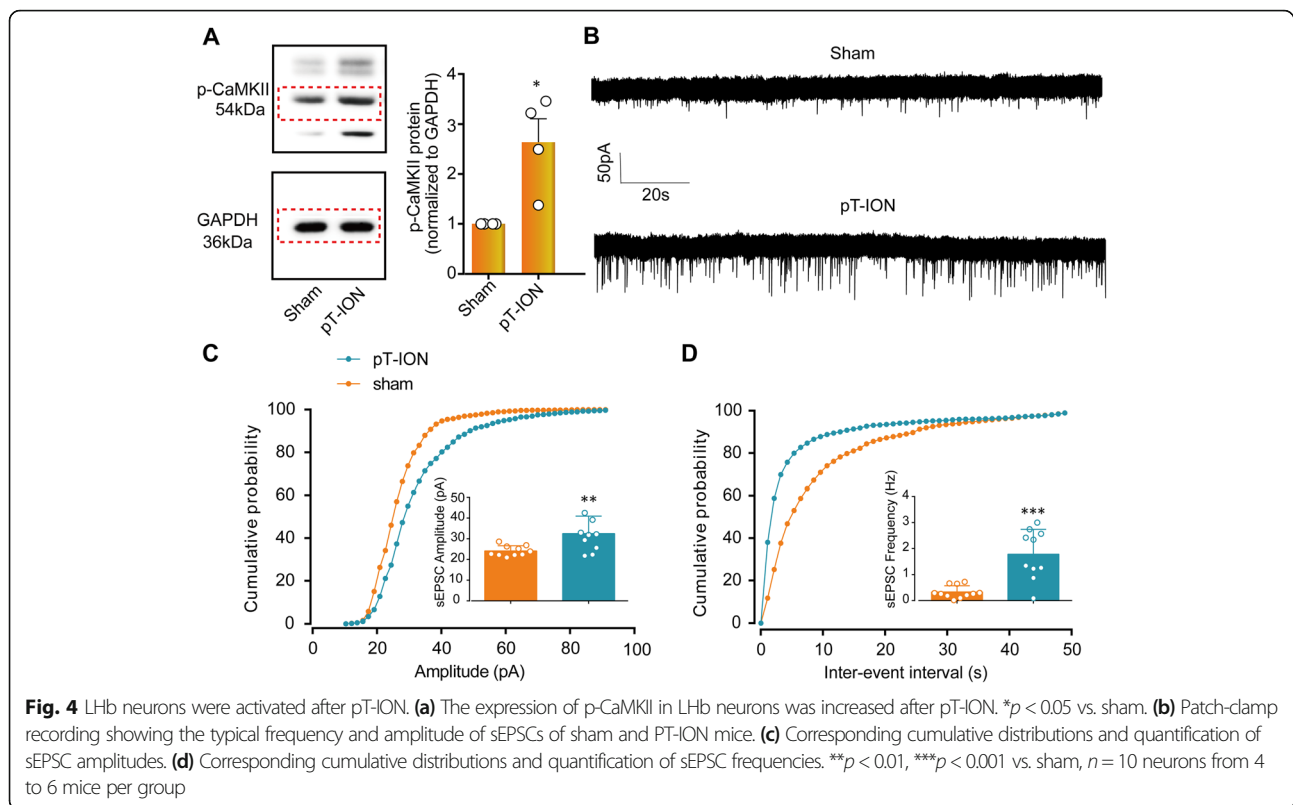 A
p-CaMKII
54kDa
GAPDH
36kDa
Sham
pT-ION
p-CaMKII protein
(normalized to GAPDH)
4
3
2
1
0
*
Sham
pT-ION
B
Sham
50pA
20s
pT-ION
C
pT-ION
sham
Cumulative probability
100
80
60
40
20
0
0 20 40 60 80 100
Amplitude (pA)
sEPSC Amplitude (pA)
50
40
30
20
10
0
**
D
Cumulative probability
100
80
60
40
20
0
0 10 20 30 40 50
Inter-event interval (s)
sEPSC Frequency (Hz)
4
3
2
1
0
***
Fig. 4 LHb neurons were activated after pT-ION. (a) The expression of p-CaMKII in LHb neurons was increased after pT-ION. *p < 0.05 vs. sham. (b) Patch-clamp
recording showing the typical frequency and amplitude of sEPSCs of sham and PT-ION mice. (c) Corresponding cumulative distributions and quantification of
sEPSC amplitudes. (d) Corresponding cumulative distributions and quantification of sEPSC frequencies. **p < 0.01, ***p < 0.001 vs. sham, n = 10 neurons from 4
to 6 mice per group